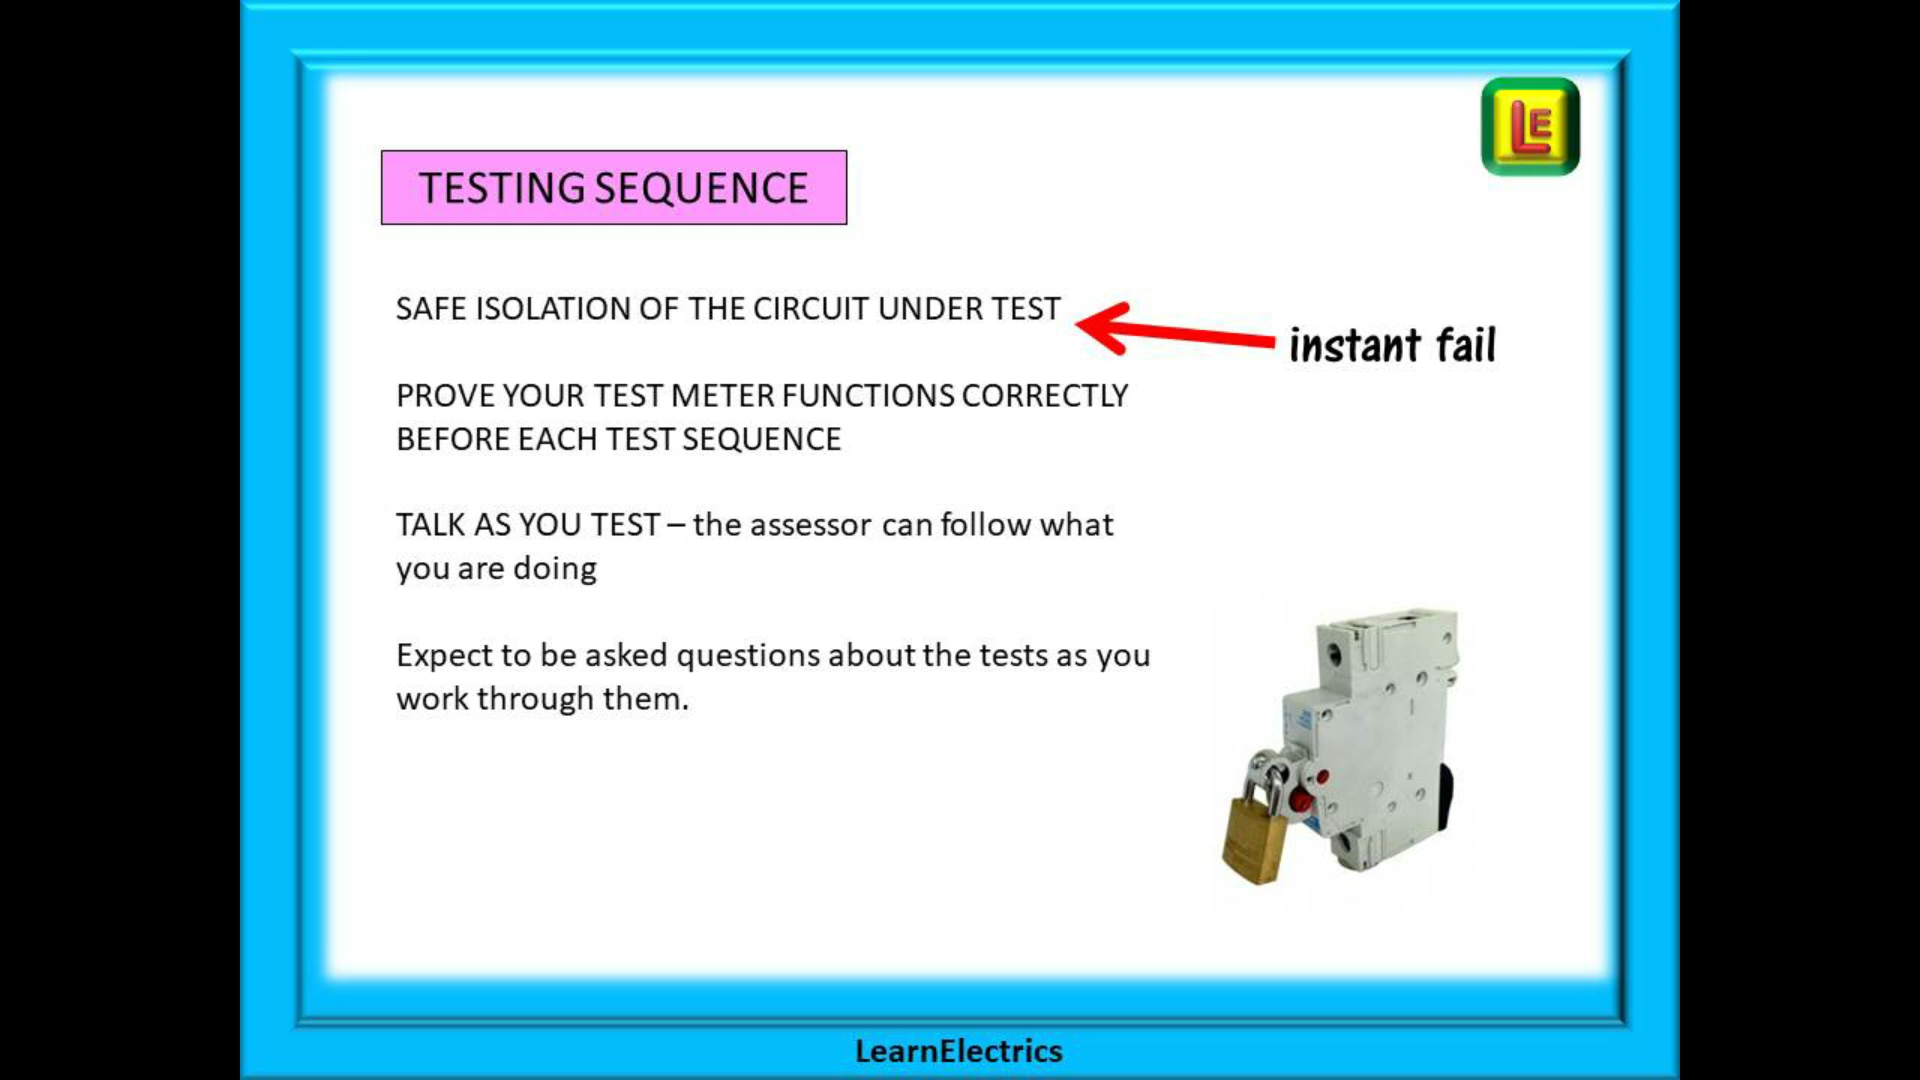 LE
TESTING SEQUENCE
SAFE ISOLATION OF THE CIRCUIT UNDER TEST
instant fail
PROVE YOUR TEST METER FUNCTIONS CORRECTLY
BEFORE EACH TEST SEQUENCE
TALK AS YOU TEST – the assessor can follow what
you are doing
Expect to be asked questions about the tests as you
work through them.
LearnElectrics